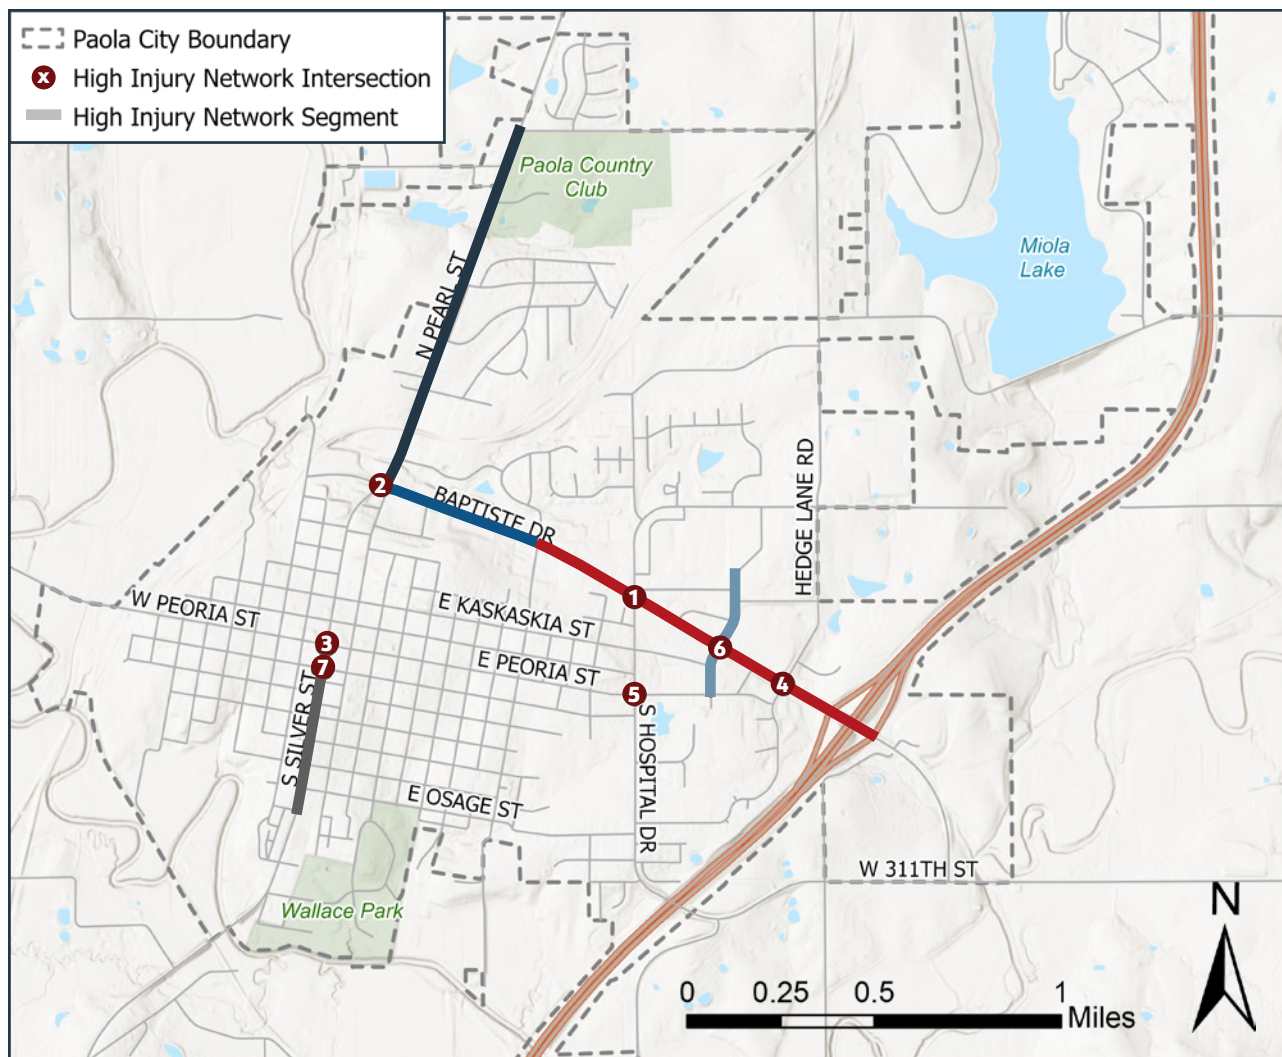 Paola City Boundary
x High Injury Network Intersection
High Injury Network Segment
Paola Country
Club
Miola
Lake
N PEARL ST
2
BAPTISTE DR
HEDGE LANE RD
1
W PEORIA ST
E KASKASKIA ST
3
6
E PEORIA ST
7
4
5
S SILVER ST
S HOSPITAL DR
E OSAGE ST
W 311TH ST
Wallace Park
N
0 0.25 0.5 1
Miles